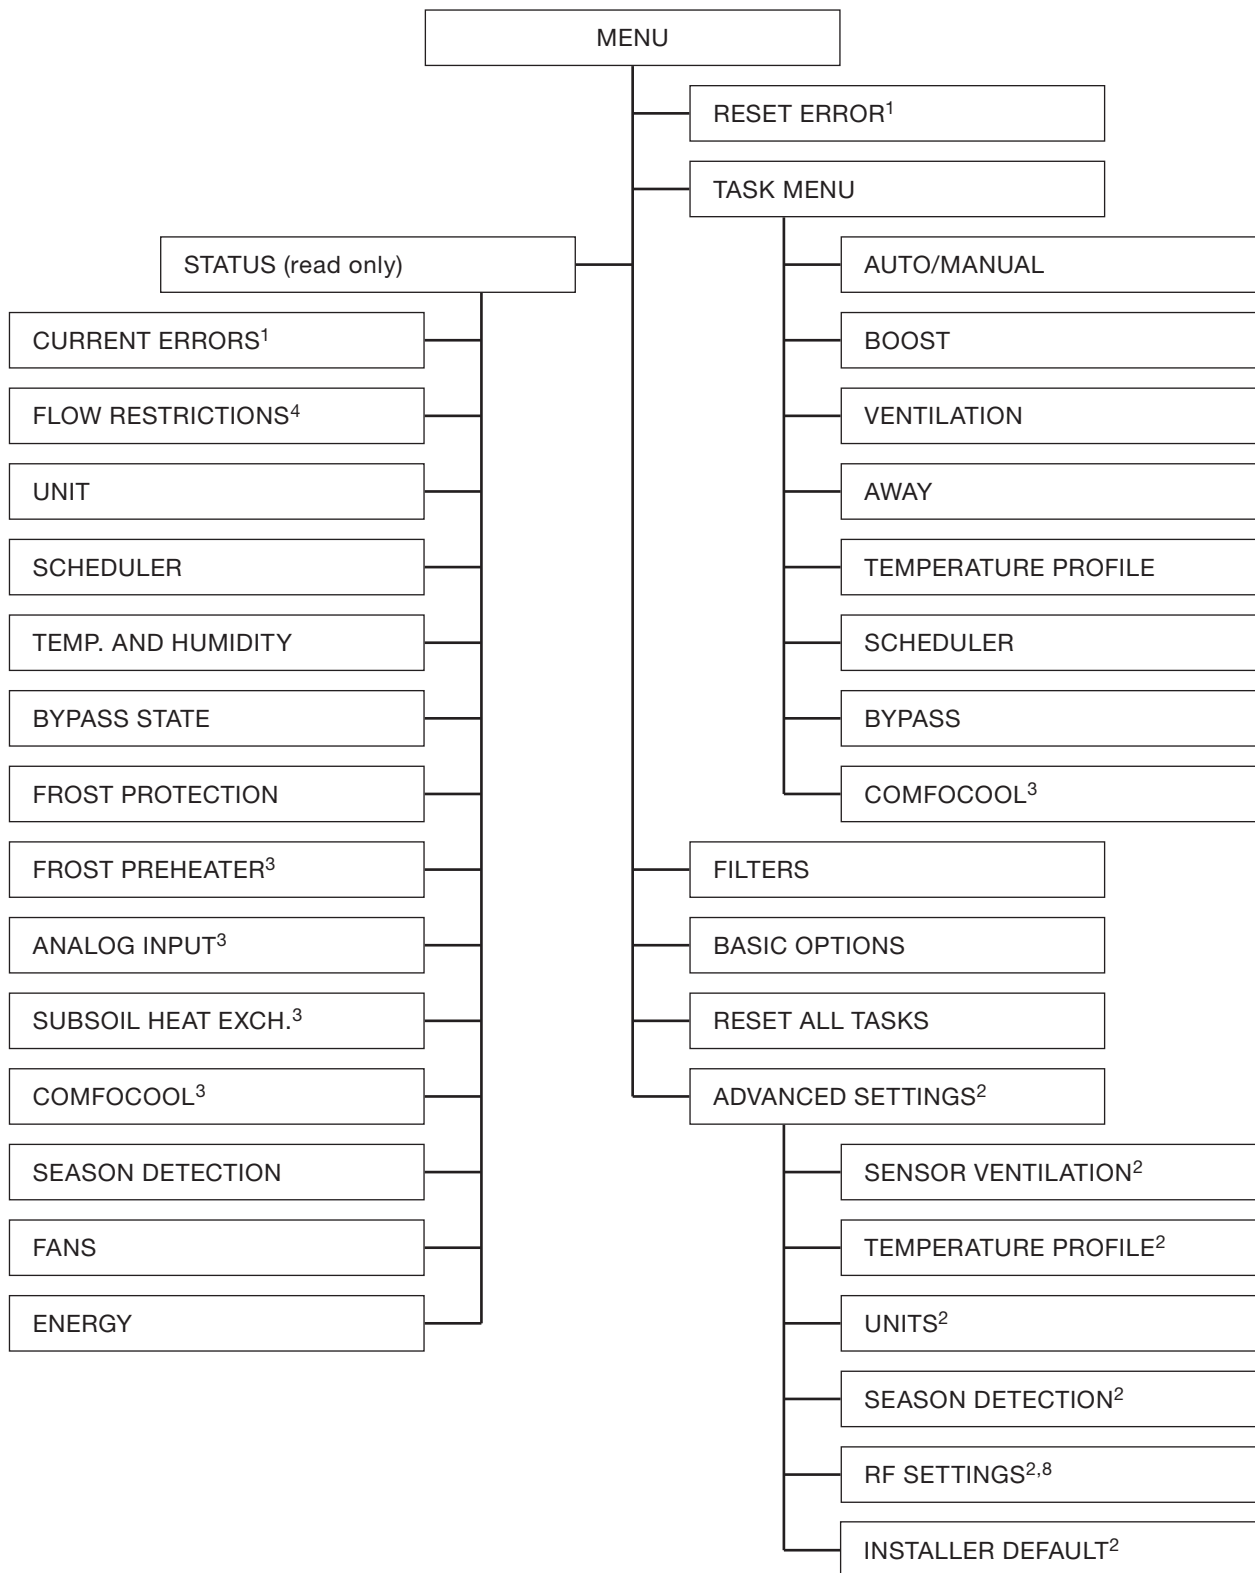 MENU
RESET ERROR¹
TASK MENU
STATUS (read only)
AUTO/MANUAL
CURRENT ERRORS¹
BOOST
FLOW RESTRICTIONS⁴
VENTILATION
UNIT
AWAY
SCHEDULER
TEMPERATURE PROFILE
TEMP. AND HUMIDITY
SCHEDULER
BYPASS STATE
BYPASS
FROST PROTECTION
COMFOCOOL³
FROST PREHEATER³
FILTERS
ANALOG INPUT³
BASIC OPTIONS
SUBSOIL HEAT EXCH.³
RESET ALL TASKS
COMFOCOOL³
ADVANCED SETTINGS²
SEASON DETECTION
SENSOR VENTILATION²
FANS
TEMPERATURE PROFILE²
ENERGY
UNITS²
SEASON DETECTION²
RF SETTINGS²,⁸
INSTALLER DEFAULT²